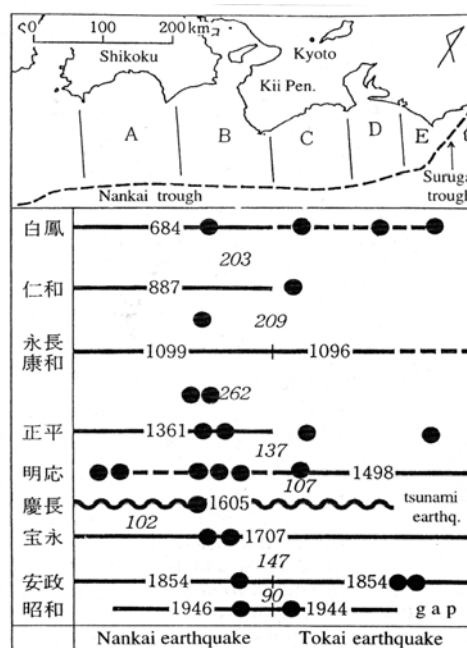 0 100 200 km
Shikoku
Kyoto
Kii Pen.
A B C D E
Nankai trough
Suruga trough
白鳳 684
203
仁和 887
209
永長 康和 1099 1096
262
正平 1361
137
明応 1498
107
慶長 1605 tsunami earthq.
102
宝永 1707
147
安政 1854 1854
90
昭和 1946 1944 gap
Nankai earthquake Tokai earthquake